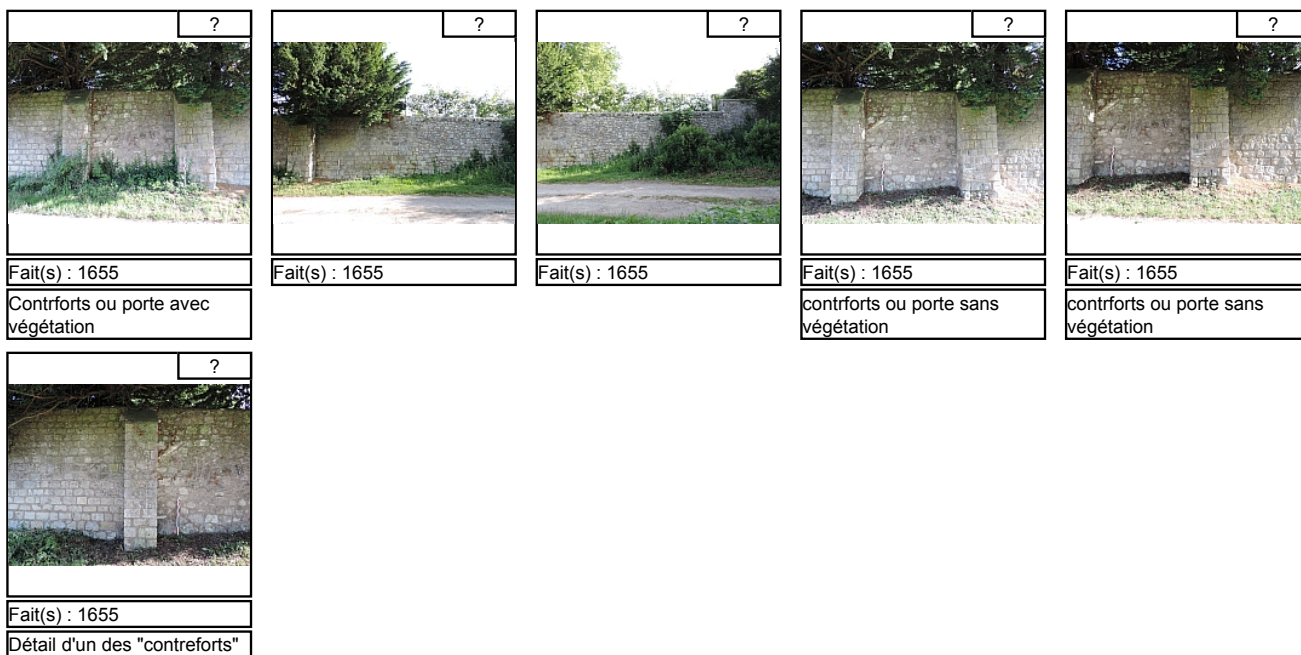 ?
?
?
?
?
Fait(s) : 1655
Fait(s) : 1655
Fait(s) : 1655
Fait(s) : 1655
Fait(s) : 1655
Contrforts ou porte avec
végétation
contrforts ou porte sans
végétation
contrforts ou porte sans
végétation
?
Fait(s) : 1655
Détail d'un des "contreforts"